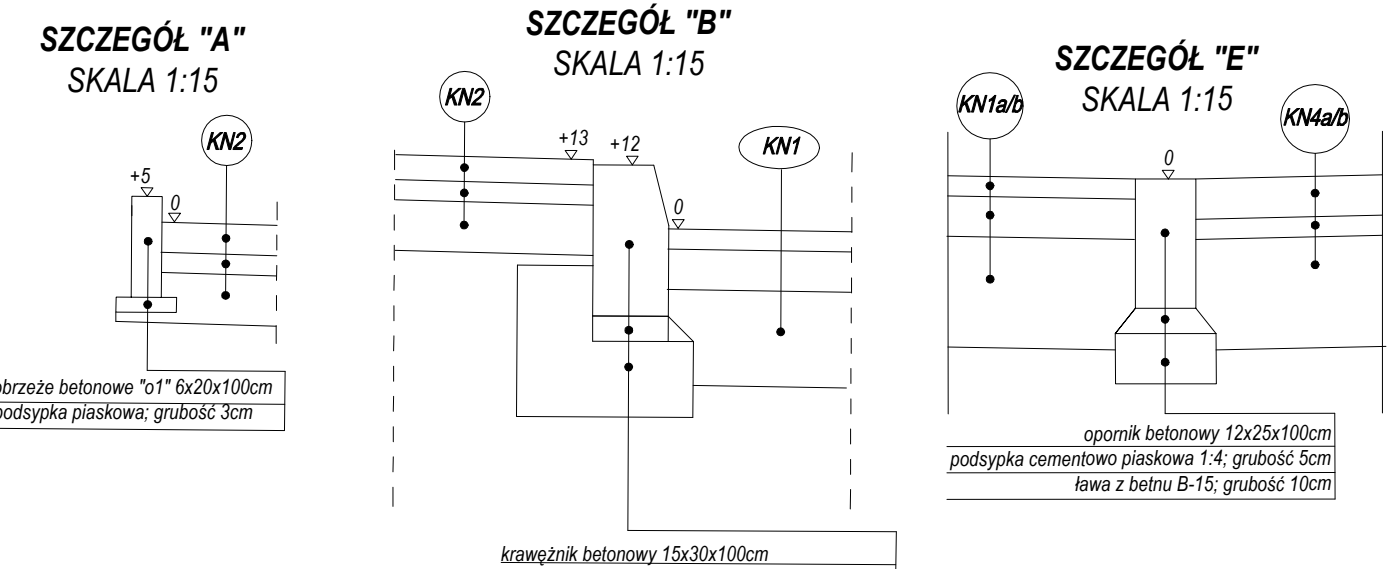 SZCZEGÓŁ "A"
SKALA 1:15
KN2
+5
0
obrzeże betonowe "o1" 6x20x100cm
podsypka piaskowa; grubość 3cm
SZCZEGÓŁ "B"
SKALA 1:15
KN2
+13
+12
KN1
0
krawężnik betonowy 15x30x100cm
SZCZEGÓŁ "E"
SKALA 1:15
KN1a/b
KN4a/b
0
opornik betonowy 12x25x100cm
podsypka cementowo piaskowa 1:4; grubość 5cm
ława z betnu B-15; grubość 10cm